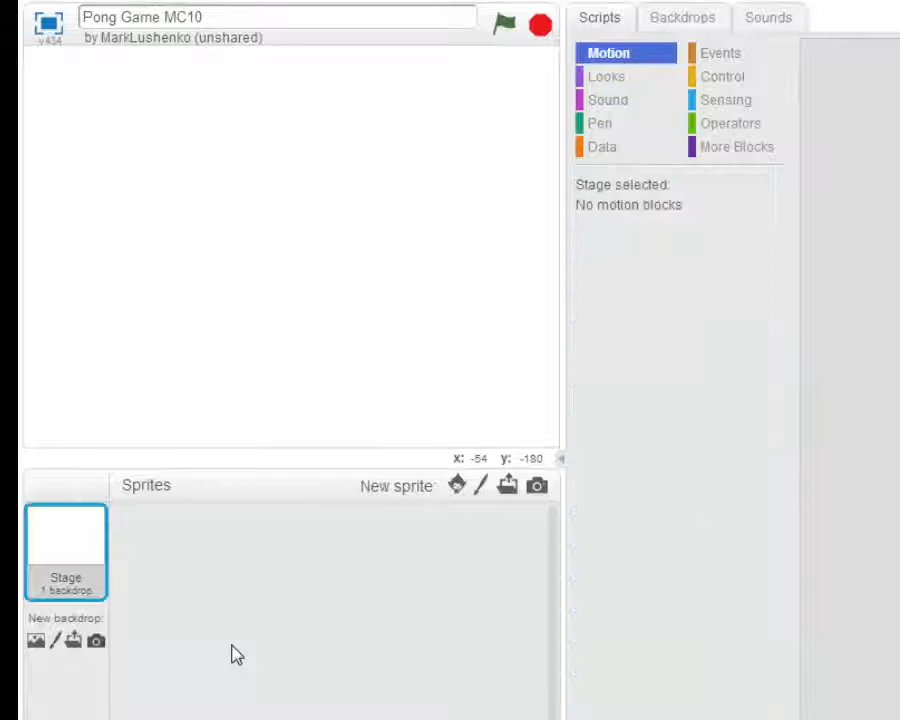 Pong Game MC10
v434
by MarkLushenko (unshared)
Scripts
Backdrops
Sounds
Motion
Events
Looks
Control
Sound
Sensing
Pen
Operators
Data
More Blocks
Stage selected:
No motion blocks
x: -54 y: -180
Sprites
New sprite:
Stage
1 backdrop
New backdrop: